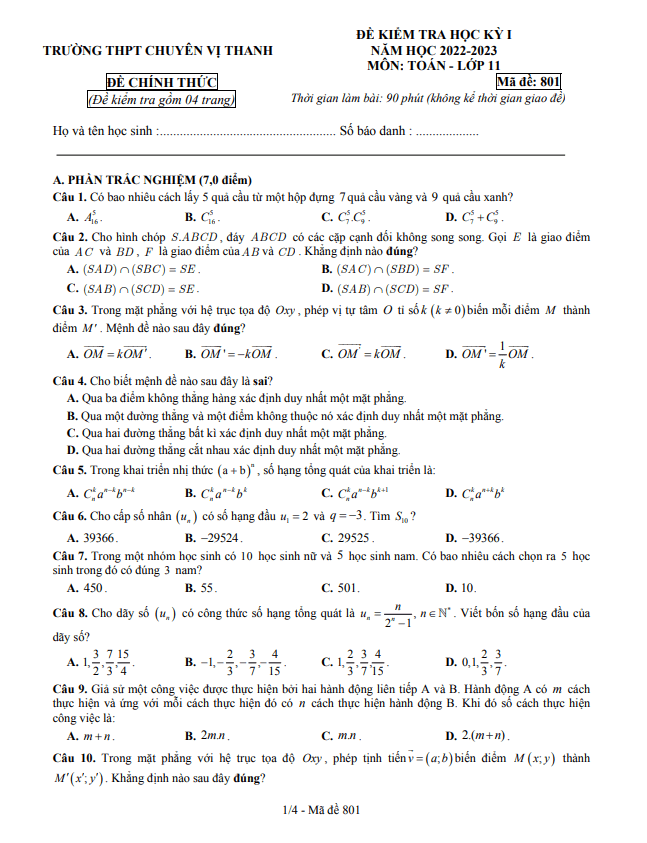 ĐỀ KIỂM TRA HỌC KỲ I
TRƯỜNG THPT CHUYÊN VỊ THANH
NĂM HỌC 2022-2023
MÔN: TOÁN - LỚP 11
ĐỀ CHÍNH THỨC
Mã đề: 801
(Đề kiểm tra gồm 04 trang)
Thời gian làm bài: 90 phút (không kể thời gian giao đề)
Họ và tên học sinh :..................................................... Số báo danh : ...................
A. PHẦN TRẮC NGHIỆM (7,0 điểm)
Câu 1. Có bao nhiêu cách lấy 5 quả cầu từ một hộp đựng 7 quả cầu vàng và 9 quả cầu xanh?
A. $A_{16}^5$. B. $C_{16}^5$. C. $C_7^5.C_9^5$. D. $C_7^5 + C_9^5$.
Câu 2. Cho hình chóp S.ABCD, đáy ABCD có các cặp cạnh đối không song song. Gọi E là giao điểm
của AC và BD, F là giao điểm của AB và CD. Khẳng định nào đúng?
A. (SAD) ∩ (SBC) = SE. B. (SAC) ∩ (SBD) = SF.
C. (SAB) ∩ (SCD) = SE. D. (SAB) ∩ (SCD) = SF.
Câu 3. Trong mặt phẳng với hệ trục tọa độ Oxy, phép vị tự tâm O tỉ số k (k ≠ 0) biến mỗi điểm M thành
điểm M'. Mệnh đề nào sau đây đúng?
A. $\overrightarrow{OM} = k\overrightarrow{OM'}$. B. $\overrightarrow{OM'} = -k\overrightarrow{OM}$. C. $\overrightarrow{OM'} = k\overrightarrow{OM}$. D. $\overrightarrow{OM'} = \frac{1}{k}\overrightarrow{OM}$.
Câu 4. Cho biết mệnh đề nào sau đây là sai?
A. Qua ba điểm không thẳng hàng xác định duy nhất một mặt phẳng.
B. Qua một đường thẳng và một điểm không thuộc nó xác định duy nhất một mặt phẳng.
C. Qua hai đường thẳng bất kì xác định duy nhất một mặt phẳng.
D. Qua hai đường thẳng cắt nhau xác định duy nhất một mặt phẳng.
Câu 5. Trong khai triển nhị thức $(a+b)^n$, số hạng tổng quát của khai triển là:
A. $C_n^k a^{n-k}b^{n-k}$ B. $C_n^k a^{n-k}b^k$ C. $C_n^k a^{n-k}b^{k+1}$ D. $C_n^k a^{n+k}b^k$
Câu 6. Cho cấp số nhân $(u_n)$ có số hạng đầu $u_1 = 2$ và $q = -3$. Tìm $S_{10}$?
A. 39366. B. −29524. C. 29525. D. −39366.
Câu 7. Trong một nhóm học sinh có 10 học sinh nữ và 5 học sinh nam. Có bao nhiêu cách chọn ra 5 học
sinh trong đó có đúng 3 nam?
A. 450. B. 55. C. 501. D. 10.
Câu 8. Cho dãy số $(u_n)$ có công thức số hạng tổng quát là $u_n = \frac{n}{2^n-1}, n \in \mathbb{N}^*$. Viết bốn số hạng đầu của
dãy số?
A. $1, \frac{3}{2}, \frac{7}{3}, \frac{15}{4}$. B. $-1, -\frac{2}{3}, -\frac{3}{7}, -\frac{4}{15}$. C. $1, \frac{2}{3}, \frac{3}{7}, \frac{4}{15}$. D. $0, 1, \frac{2}{3}, \frac{3}{7}$.
Câu 9. Giả sử một công việc được thực hiện bởi hai hành động liên tiếp A và B. Hành động A có m cách
thực hiện và ứng với mỗi cách thực hiện hành động đó có n cách thực hiện hành động B. Khi đó số cách thực hiện
công việc là:
A. m + n. B. 2m.n. C. m.n. D. 2.(m + n).
Câu 10. Trong mặt phẳng với hệ trục tọa độ Oxy, phép tịnh tiến $\vec{v} = (a;b)$ biến điểm M(x; y) thành
M'(x'; y'). Khẳng định nào sau đây đúng?
1/4 - Mã đề 801